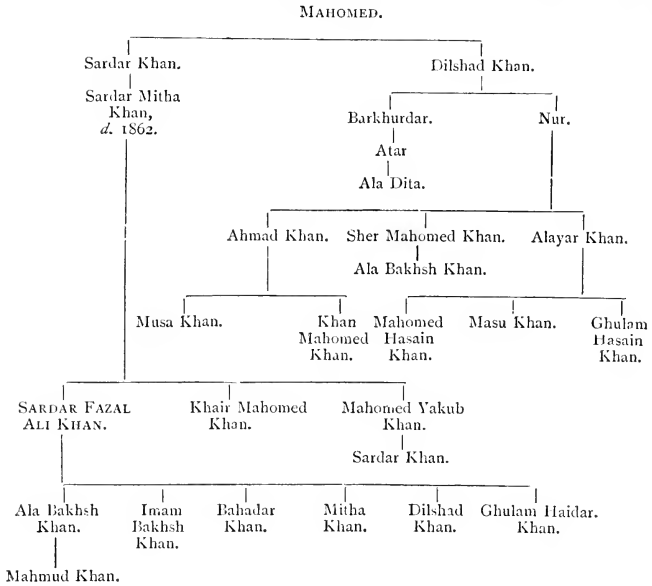 MAHOMED.
Sardar Khan.
Dilshad Khan.
Sardar Mitha
Khan,
d. 1862.
Barkhurdar.
Nur.
Atar
Ala Dita.
Ahmad Khan.
Sher Mahomed Khan.
Alayar Khan.
Ala Bakhsh Khan.
Musa Khan.
Khan
Mahomed
Khan.
Mahomed
Hasain
Khan.
Masu Khan.
Ghulam
Hasain
Khan.
SARDAR FAZAL
ALI KHAN.
Khair Mahomed
Khan.
Mahomed Yakub
Khan.
Sardar Khan.
Ala Bakhsh
Khan.
Imam
Bakhsh
Khan.
Bahadar
Khan.
Mitha
Khan.
Dilshad
Khan.
Ghulam Haidar.
Khan.
Mahmud Khan.